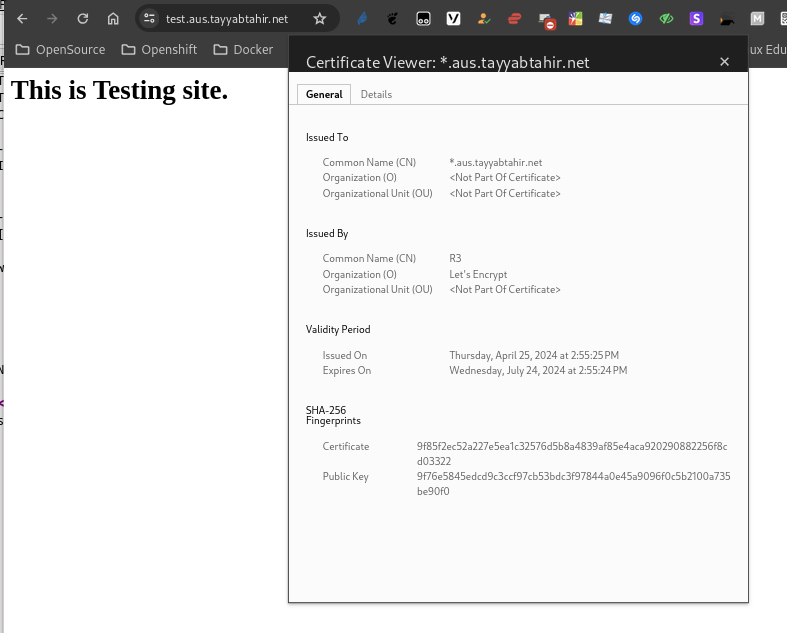 test.aus.tayyabtahir.net
OpenSource Openshift Docker
ux Edu
Certificate Viewer: *.aus.tayyabtahir.net
General Details
This is Testing site.
Issued To
Common Name (CN) *.aus.tayyabtahir.net
Organization (O) <Not Part Of Certificate>
Organizational Unit (OU) <Not Part Of Certificate>
Issued By
Common Name (CN) R3
Organization (O) Let's Encrypt
Organizational Unit (OU) <Not Part Of Certificate>
Validity Period
Issued On Thursday, April 25, 2024 at 2:55:25 PM
Expires On Wednesday, July 24, 2024 at 2:55:24 PM
SHA-256
Fingerprints
Certificate 9f85f2ec52a227e5ea1c32576d5b8a4839af85e4aca920290882256f8c
d03322
Public Key 9f76e5845edcd9c3ccf97cb53bdc3f97844a0e45a9096f0c5b2100a735
be90f0